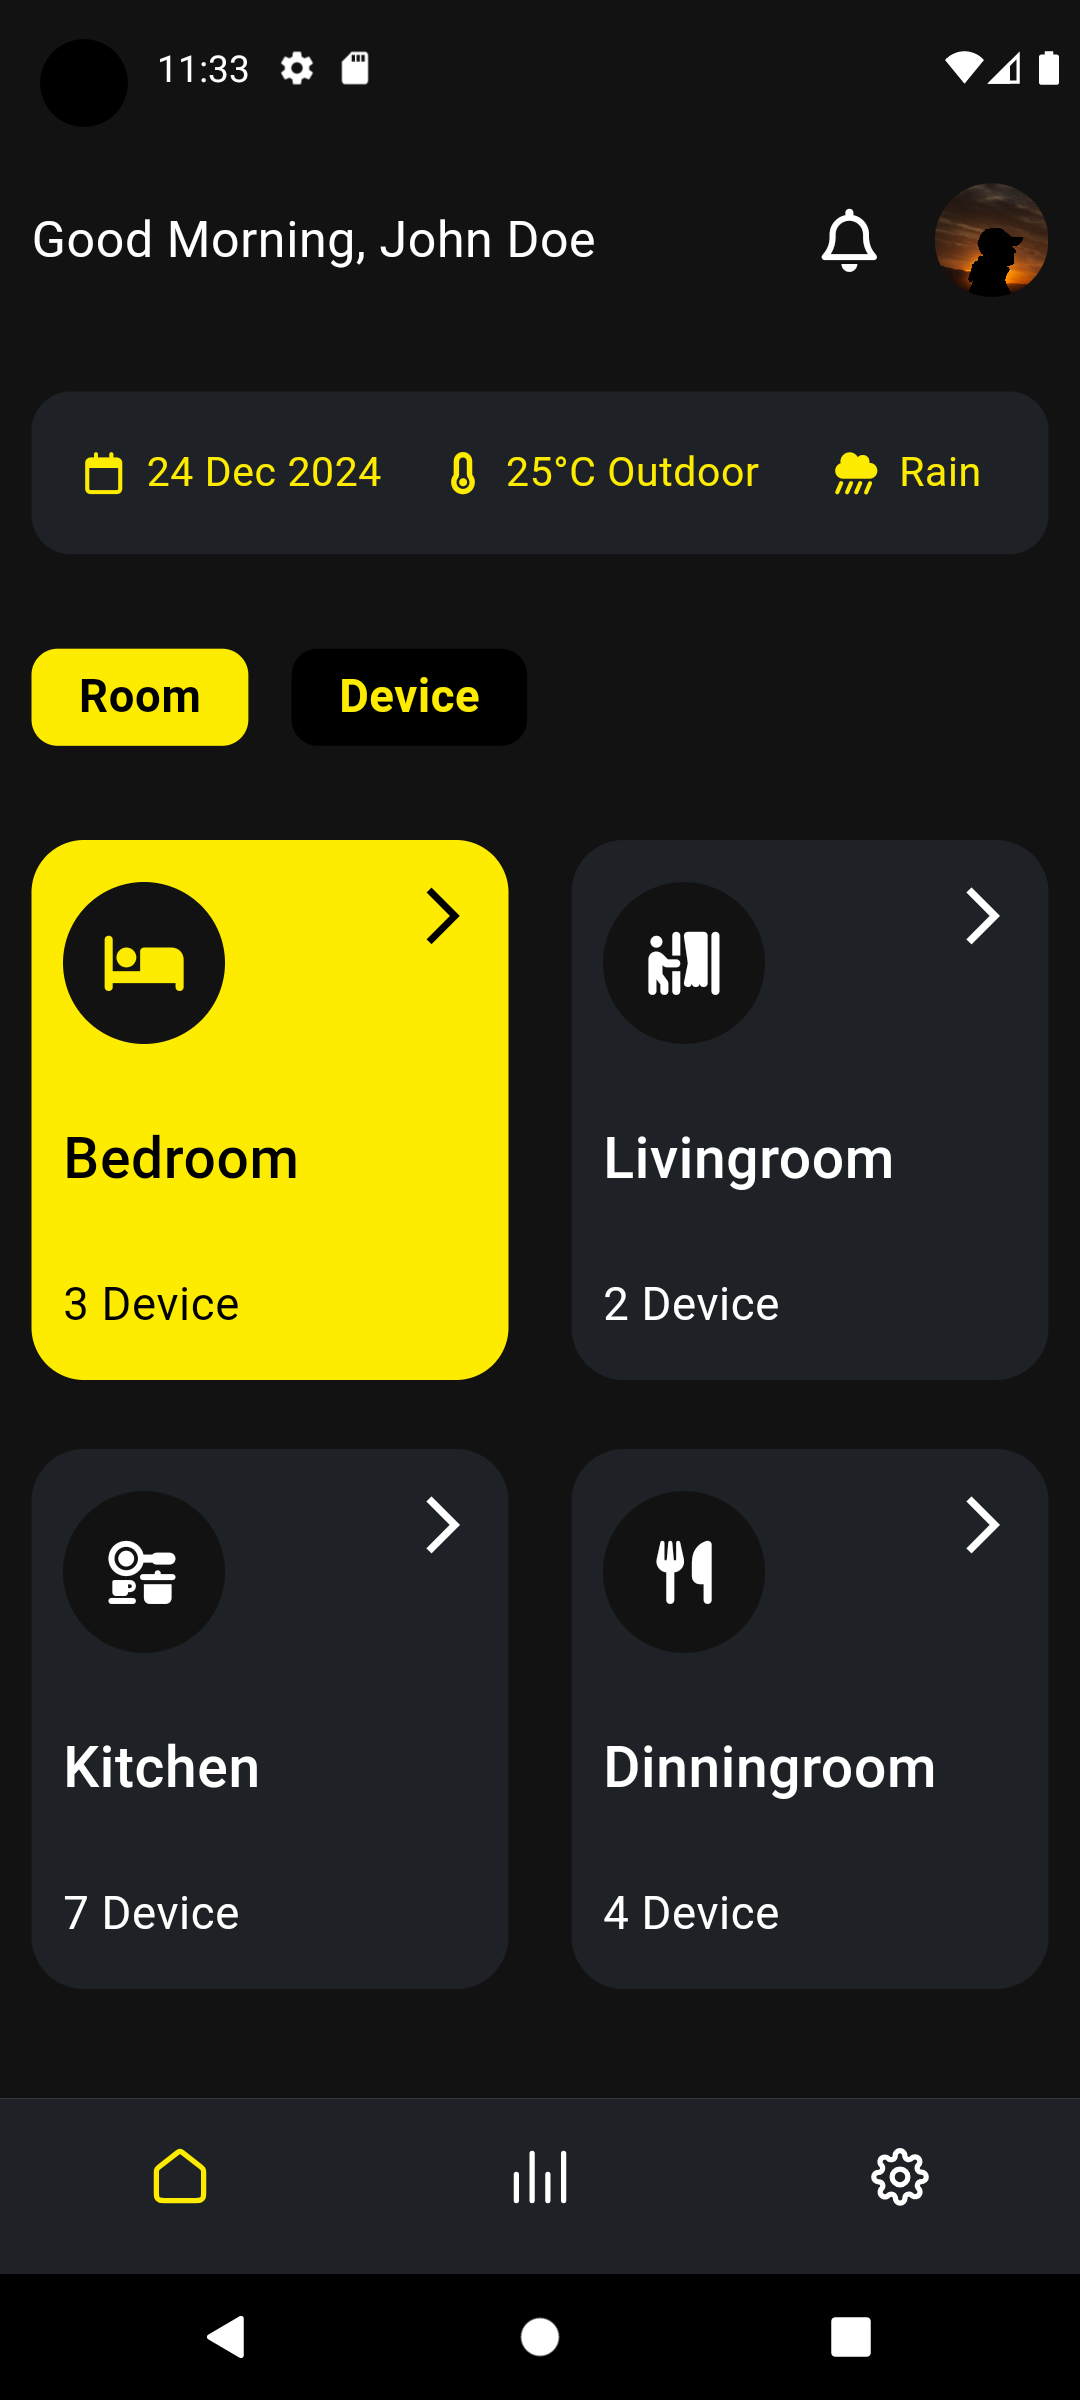 11:33
Good Morning, John Doe
24 Dec 2024 25°C Outdoor Rain
Room Device
Bedroom Livingroom
3 Device 2 Device
Kitchen Dinningroom
7 Device 4 Device